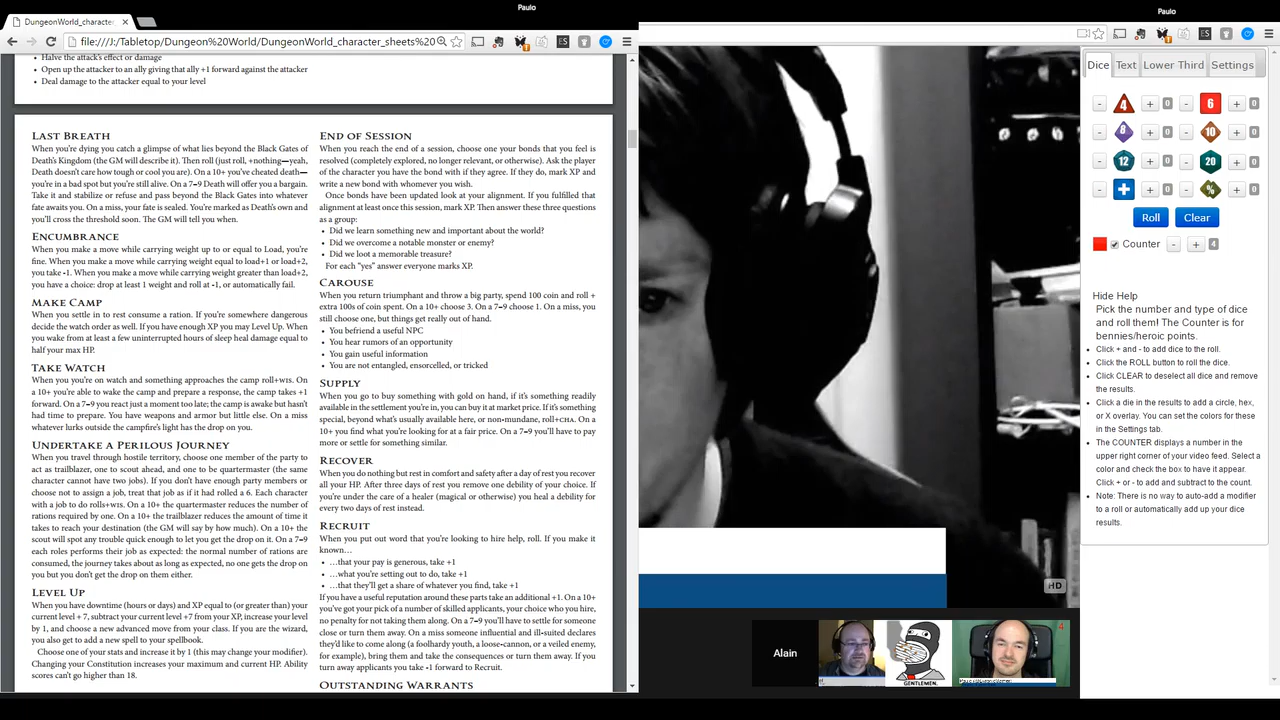 Paulo
DungeonWorld_character_
file:///J:/Tabletop/Dungeon%20World/DungeonWorld_character_sheets%20
Halve the attack's effect or damage
Open up the attacker to an ally giving that ally +1 forward against the attacker
Deal damage to the attacker equal to your level
Last Breath
When you're dying you catch a glimpse of what lies beyond the Black Gates of
Death's Kingdom (the GM will describe it). Then roll (just roll, +nothing—yeah,
Death doesn't care how tough or cool you are). On a 10+ you've cheated death—
you're in a bad spot but you're still alive. On a 7–9 Death will offer you a bargain.
Take it and stabilize or refuse and pass beyond the Black Gates into whatever
fate awaits you. On a miss, your fate is sealed. You're marked as Death's own and
you'll cross the threshold soon. The GM will tell you when.
Encumbrance
When you make a move while carrying weight up to or equal to Load, you're
fine. When you make a move while carrying weight equal to load+1 or load+2,
you take -1. When you make a move while carrying weight greater than load+2,
you have a choice: drop at least 1 weight and roll at -1, or automatically fail.
Make Camp
When you settle in to rest consume a ration. If you're somewhere dangerous
decide the watch order as well. If you have enough XP you may Level Up. When
you wake from at least a few uninterrupted hours of sleep heal damage equal to
half your max HP.
Take Watch
When you you're on watch and something approaches the camp roll+WIS. On
a 10+ you're able to wake the camp and prepare a response, the camp takes +1
forward. On a 7–9 you react just a moment too late; the camp is awake but hasn't
had time to prepare. You have weapons and armor but little else. On a miss
whatever lurks outside the campfire's light has the drop on you.
Undertake a Perilous Journey
When you travel through hostile territory, choose one member of the party to
act as trailblazer, one to scout ahead, and one to be quartermaster (the same
character cannot have two jobs). If you don't have enough party members or
choose not to assign a job, treat that job as if it had rolled a 6. Each character
with a job to do rolls+WIS. On a 10+ the quartermaster reduces the number of
rations required by one. On a 10+ the trailblazer reduces the amount of time it
takes to reach your destination (the GM will say by how much). On a 10+ the
scout will spot any trouble quick enough to let you get the drop on it. On a 7–9
each roles performs their job as expected: the normal number of rations are
consumed, the journey takes about as long as expected, no one gets the drop on
you but you don't get the drop on them either.
Level Up
When you have downtime (hours or days) and XP equal to (or greater than) your
current level + 7, subtract your current level +7 from your XP, increase your level
by 1, and choose a new advanced move from your class. If you are the wizard,
you also get to add a new spell to your spellbook.
Choose one of your stats and increase it by 1 (this may change your modifier).
Changing your Constitution increases your maximum and current HP. Ability
scores can't go higher than 18.
End of Session
When you reach the end of a session, choose one your bonds that you feel is
resolved (completely explored, no longer relevant, or otherwise). Ask the player
of the character you have the bond with if they agree. If they do, mark XP and
write a new bond with whomever you wish.
Once bonds have been updated look at your alignment. If you fulfilled that
alignment at least once this session, mark XP. Then answer these three questions
as a group:
• Did we learn something new and important about the world?
• Did we overcome a notable monster or enemy?
• Did we loot a memorable treasure?
For each "yes" answer everyone marks XP.
Carouse
When you return triumphant and throw a big party, spend 100 coin and roll +
extra 100s of coin spent. On a 10+ choose 3. On a 7–9 choose 1. On a miss, you
still choose one, but things get really out of hand.
• You befriend a useful NPC
• You hear rumors of an opportunity
• You gain useful information
• You are not entangled, ensorcelled, or tricked
Supply
When you go to buy something with gold on hand, if it's something readily
available in the settlement you're in, you can buy it at market price. If it's something
special, beyond what's usually available here, or non-mundane, roll+CHA. On a
10+ you find what you're looking for at a fair price. On a 7–9 you'll have to pay
more or settle for something similar.
Recover
When you do nothing but rest in comfort and safety after a day of rest you recover
all your HP. After three days of rest you remove one debility of your choice. If
you're under the care of a healer (magical or otherwise) you heal a debility for
every two days of rest instead.
Recruit
When you put out word that you're looking to hire help, roll. If you make it
known…
• …that your pay is generous, take +1
• …what you're setting out to do, take +1
• …that they'll get a share of whatever you find, take +1
If you have a useful reputation around these parts take an additional +1. On a 10+
you've got your pick of a number of skilled applicants, your choice who you hire,
no penalty for not taking them along. On a 7–9 you'll have to settle for someone
close or turn them away. On a miss someone influential and ill-suited declares
they'd like to come along (a foolhardy youth, a loose-cannon, or a veiled enemy,
for example), bring them and take the consequences or turn them away. If you
turn away applicants you take -1 forward to Recruit.
Outstanding Warrants
Paulo
Dice Text Lower Third Settings
- 4 + 0 - 6 + 0
- 8 + 0 - 10 + 0
- 12 + 0 - 20 + 0
- + + 0 - % + 0
Roll Clear
Counter - + 4
Hide Help
Pick the number and type of dice
and roll them! The Counter is for
bennies/heroic points.
• Click + and - to add dice to the roll.
• Click the ROLL button to roll the dice.
• Click CLEAR to deselect all dice and remove
the results.
• Click a die in the results to add a circle, hex,
or X overlay. You can set the colors for these
in the Settings tab.
• The COUNTER displays a number in the
upper right corner of your video feed. Select a
color and check the box to have it appear.
Click + or - to add and subtract to the count.
• Note: There is no way to auto-add a modifier
to a roll or automatically add up your dice
results.
HD
Alain
GENTLEMEN.